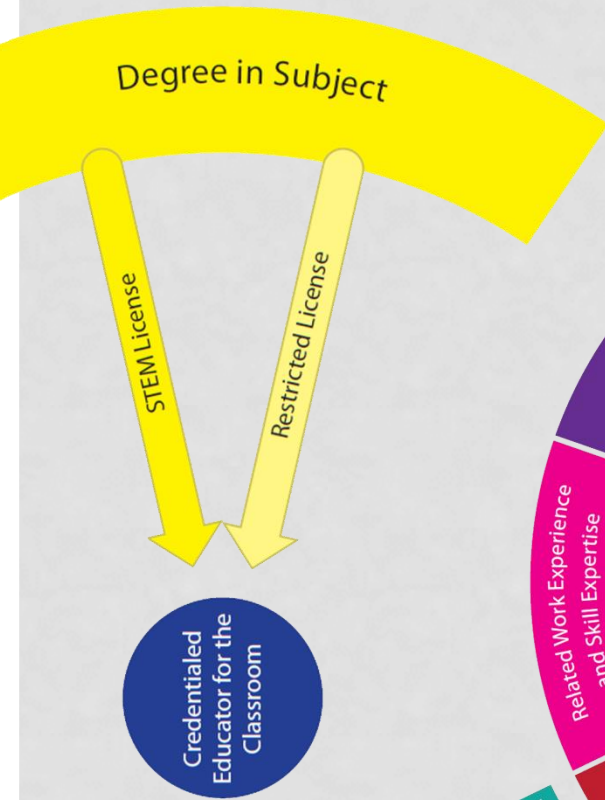 Degree in Subject
STEM License
Restricted License
Credentialed
Educator for the
Classroom
Related Work Experience
and Skill Expertise